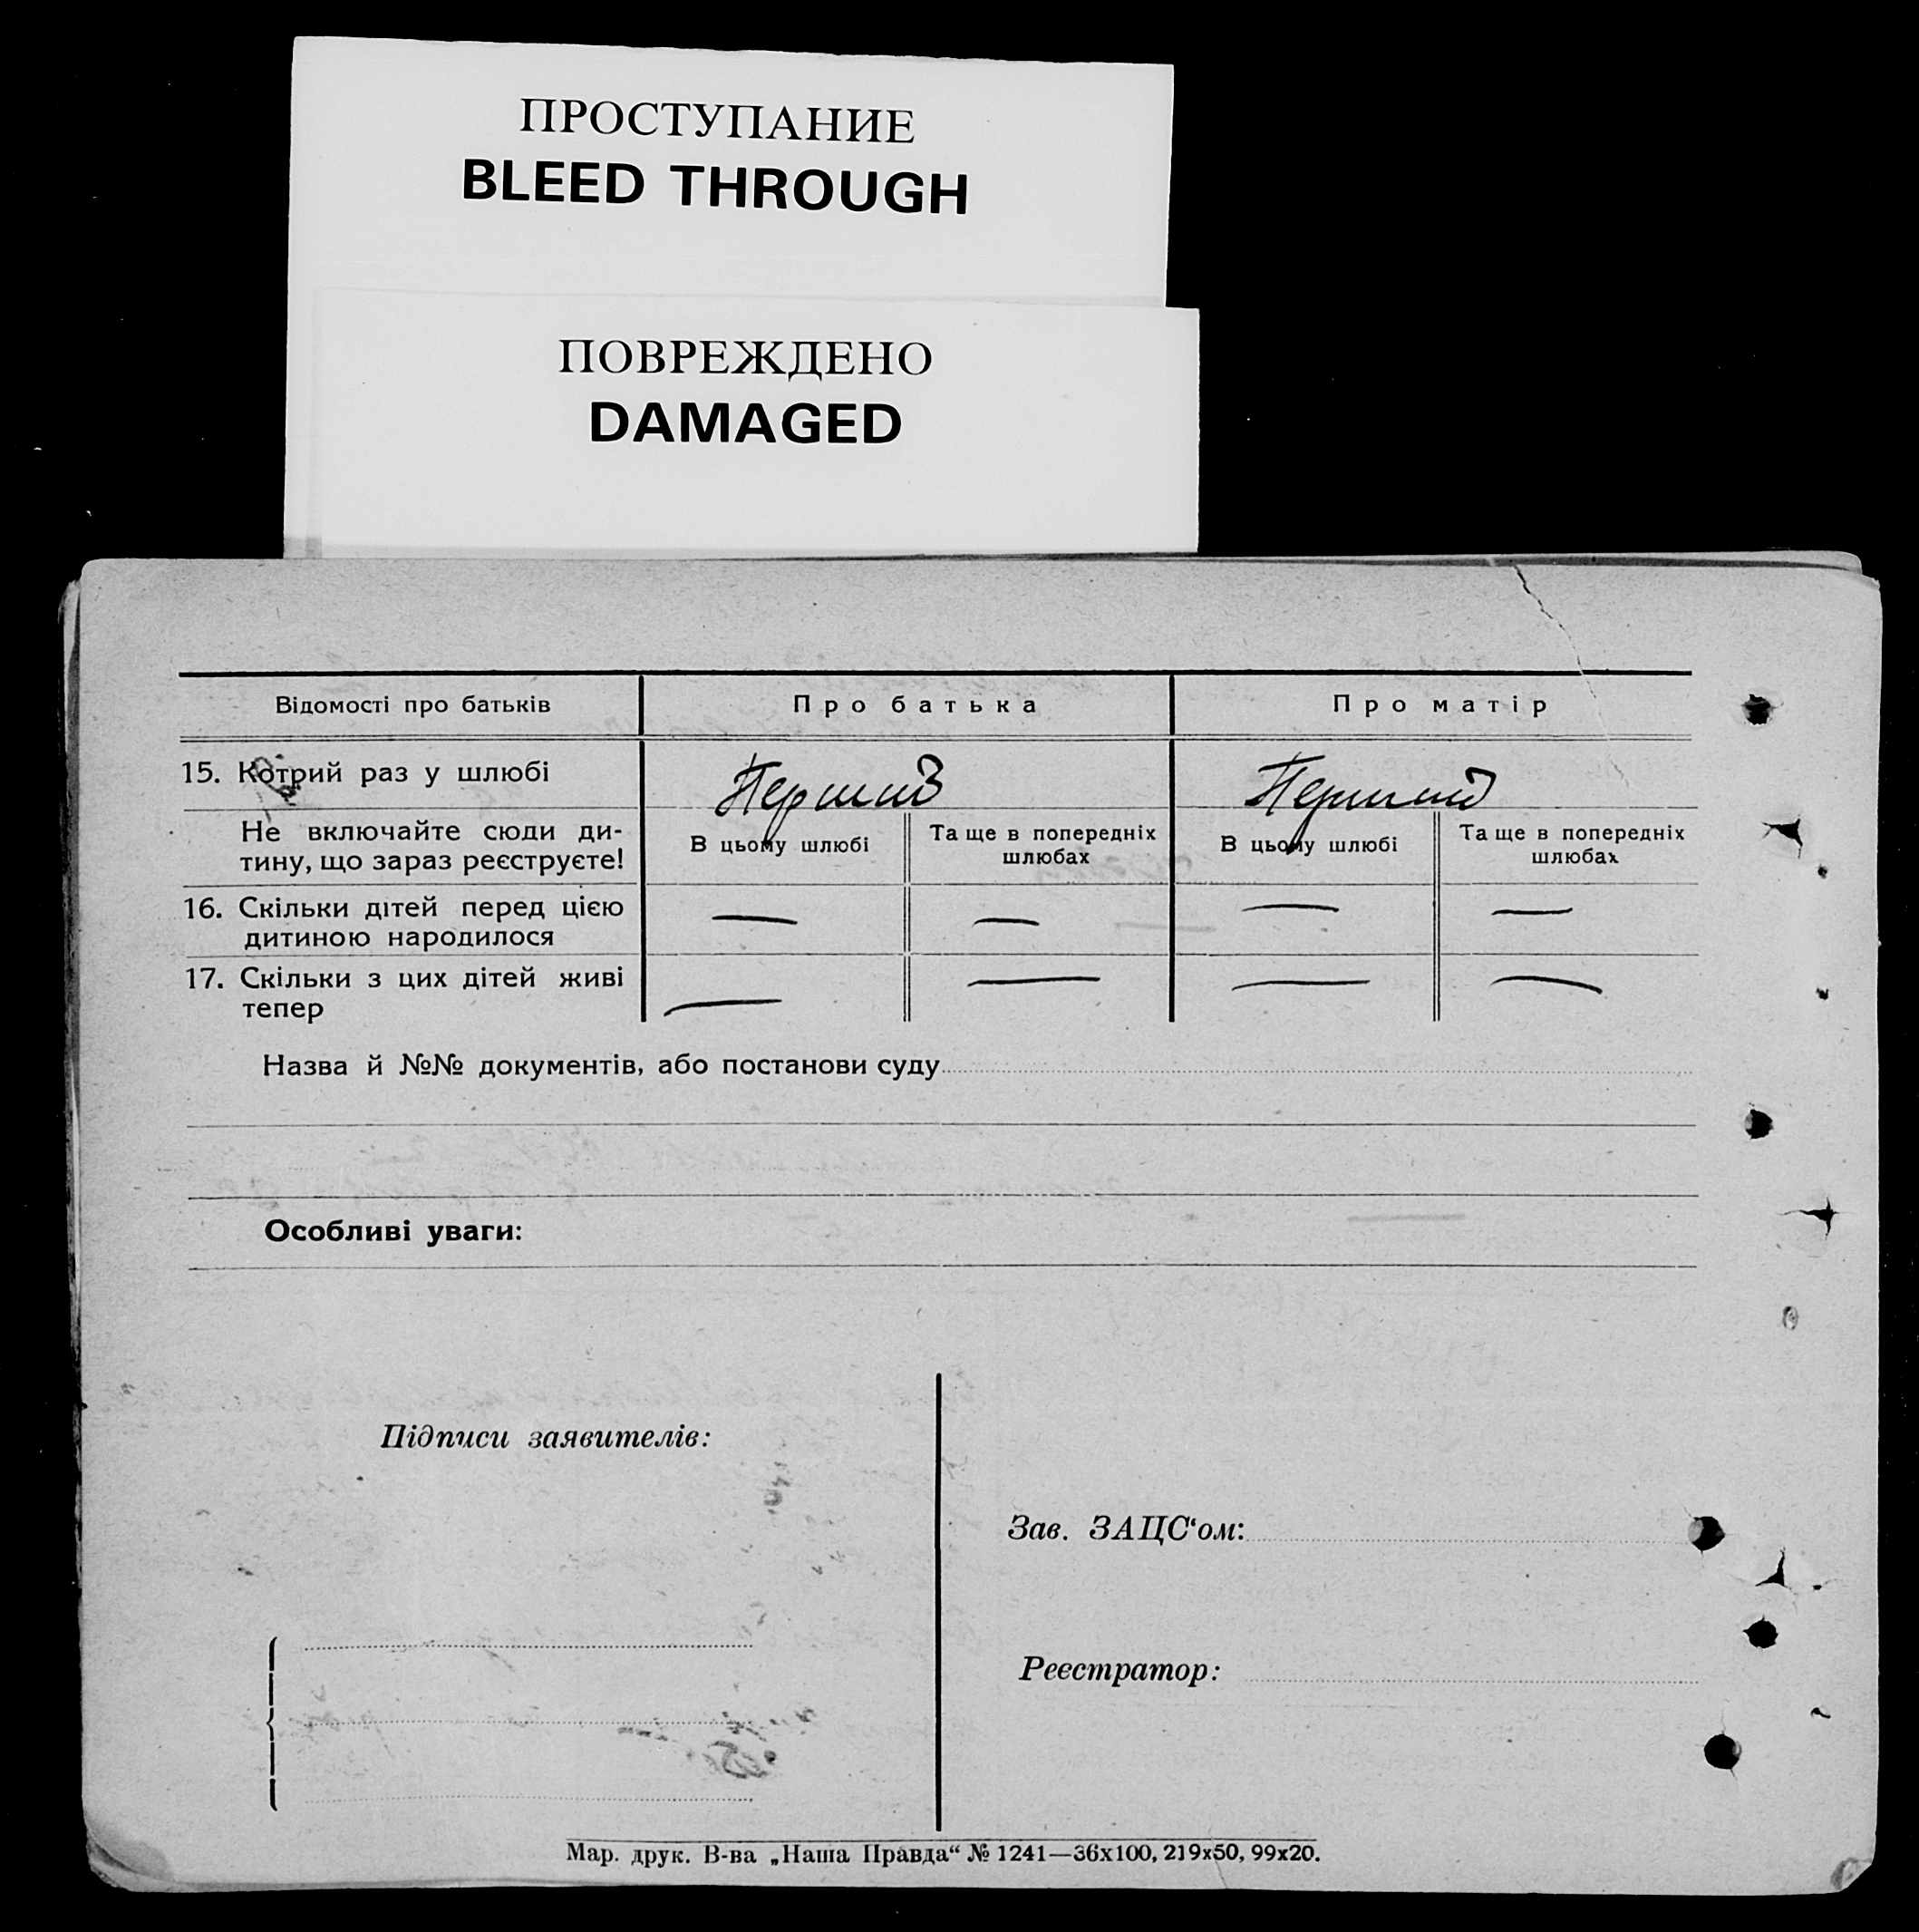 ПРОСТУПАНИЕ
BLEED THROUGH
ПОВРЕЖДЕНО
DAMAGED
Відомості про батьків Про батька Про матір
15. Котрий раз у шлюбі Перший Перший
Не включайте сюди ди-
тину, що зараз реєструєте!
В цьому шлюбі Та ще в попередніх
шлюбах
В цьому шлюбі Та ще в попередніх
шлюбах
16. Скільки дітей перед цією
дитиною народилося
— — — —
17. Скільки з цих дітей живі
тепер
— — — —
Назва й №№ документів, або постанови суду
Особливі уваги:
Підписи заявителів:
Зав. ЗАЦС‘ом:
Реєстратор:
Мар. друк. В-ва „Наша Правда“ № 1241—36х100, 219х50, 99х20.